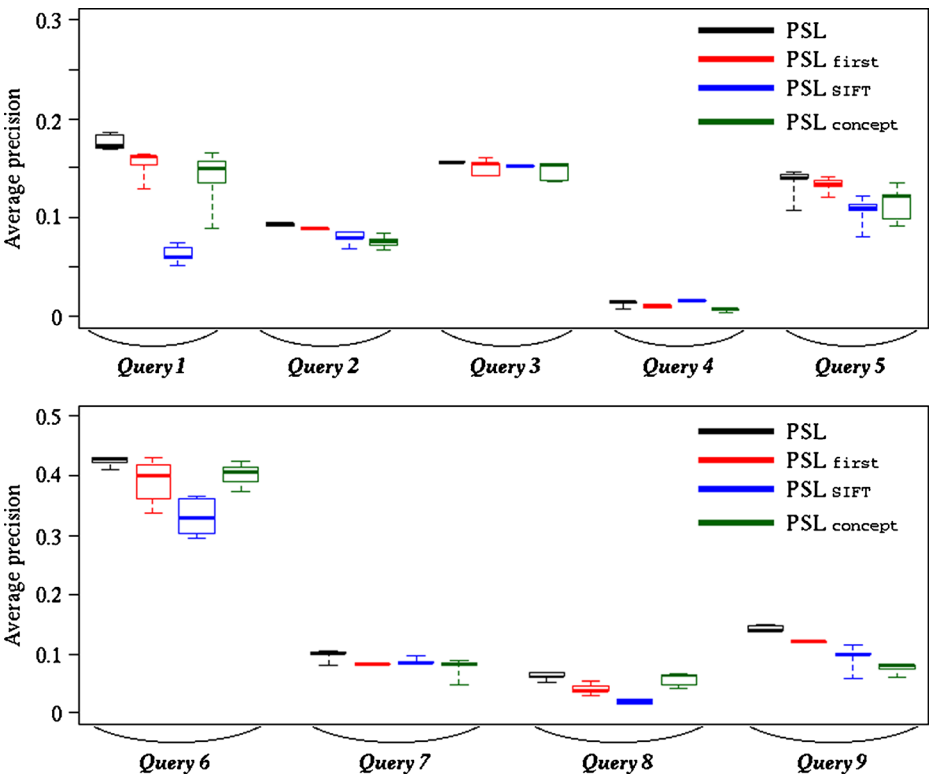 0.3
0.2
0.1
0
Average precision
PSL
PSL first
PSL SIFT
PSL concept
Query 1
Query 2
Query 3
Query 4
Query 5
0.5
0.4
0.3
0.2
0.1
0
Average precision
PSL
PSL first
PSL SIFT
PSL concept
Query 6
Query 7
Query 8
Query 9